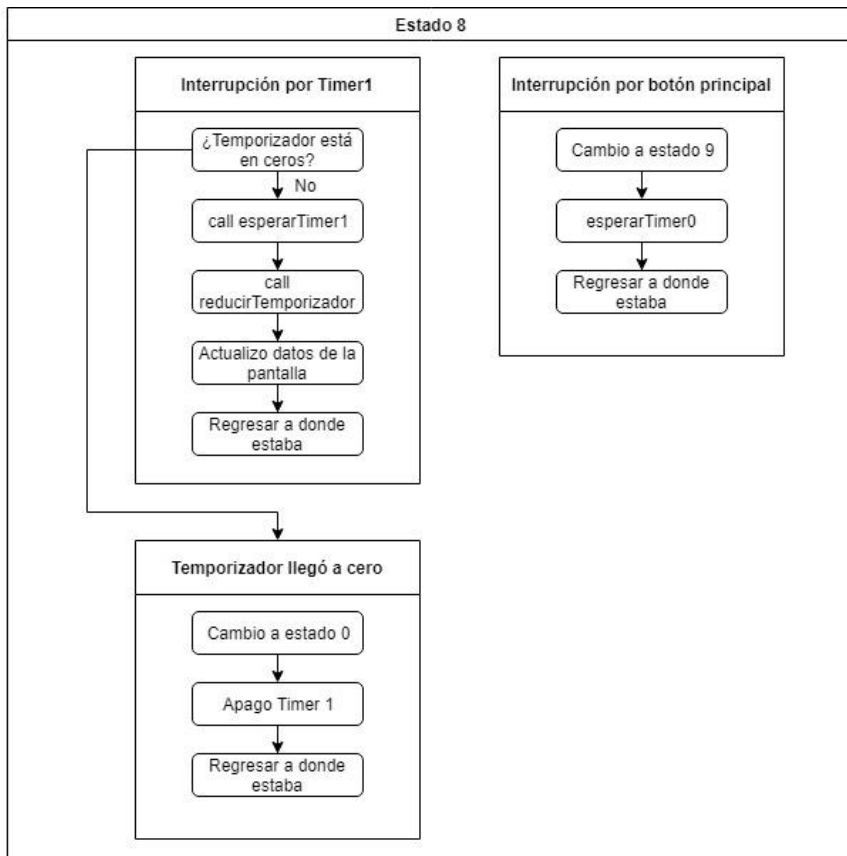 Estado 8
Interrupción por Timer1
¿Temporizador está
en ceros?
No
call esperarTimer1
call
reducirTemporizador
Actualizo datos de la
pantalla
Regresar a donde
estaba
Interrupción por botón principal
Cambio a estado 9
esperarTimer0
Regresar a donde
estaba
Temporizador llegó a cero
Cambio a estado 0
Apago Timer 1
Regresar a donde
estaba